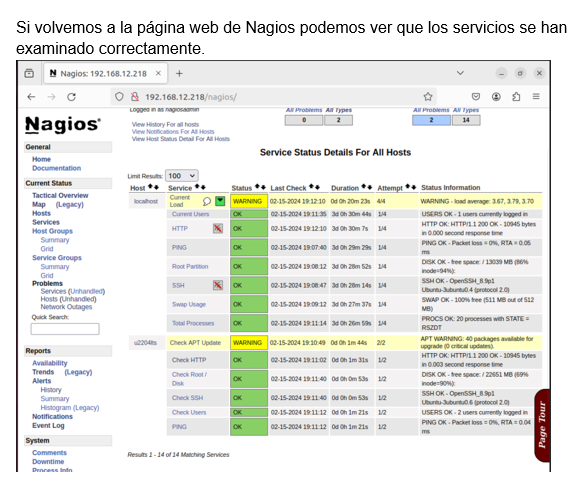 Si volvemos a la página web de Nagios podemos ver que los servicios se han
examinado correctamente.
Nagios: 192.168.12.218 × +
192.168.12.218/nagios/
Logged in as nagiosadmin
All Problems All Types
0 2
All Problems All Types
2 14
View History For all hosts
View Notifications For All Hosts
View Host Status Detail For All Hosts
Nagios®
General
Home
Documentation
Current Status
Tactical Overview
Map (Legacy)
Hosts
Services
Host Groups
Summary
Grid
Service Groups
Summary
Grid
Problems
Services (Unhandled)
Hosts (Unhandled)
Network Outages
Quick Search:
Reports
Availability
Trends (Legacy)
Alerts
History
Summary
Histogram (Legacy)
Notifications
Event Log
System
Comments
Downtime
Process Info
Service Status Details For All Hosts
Limit Results: 100
Host Service Status Last Check Duration Attempt Status Information
localhost Current Load WARNING 02-15-2024 19:12:10 0d 0h 20m 23s 4/4 WARNING - load average: 3.67, 3.79, 3.70
Current Users OK 02-15-2024 19:11:35 3d 0h 30m 44s 1/4 USERS OK - 1 users currently logged in
HTTP OK 02-15-2024 19:12:10 3d 0h 30m 7s 1/4 HTTP OK: HTTP/1.1 200 OK - 10945 bytes
in 0.000 second response time
PING OK 02-15-2024 19:07:40 3d 0h 29m 29s 1/4 PING OK - Packet loss = 0%, RTA = 0.05
ms
Root Partition OK 02-15-2024 19:08:12 3d 0h 28m 52s 1/4 DISK OK - free space: / 13039 MB (86%
inode=94%):
SSH OK 02-15-2024 19:08:47 3d 0h 28m 14s 1/4 SSH OK - OpenSSH_8.9p1
Ubuntu-3ubuntu0.4 (protocol 2.0)
Swap Usage OK 02-15-2024 19:09:12 3d 0h 27m 37s 1/4 SWAP OK - 100% free (511 MB out of 512
MB)
Total Processes OK 02-15-2024 19:11:14 3d 0h 26m 59s 1/4 PROCS OK: 20 processes with STATE =
RSZDT
u2204lts Check APT Update WARNING 02-15-2024 19:10:49 0d 0h 1m 44s 2/2 APT WARNING: 40 packages available for
upgrade (0 critical updates).
Check HTTP OK 02-15-2024 19:11:02 0d 0h 1m 31s 1/2 HTTP OK: HTTP/1.1 200 OK - 10945 bytes
in 0.003 second response time
Check Root / Disk OK 02-15-2024 19:11:40 0d 0h 0m 53s 1/2 DISK OK - free space: / 22651 MB (69%
inode=90%):
Check SSH OK 02-15-2024 19:11:40 0d 0h 0m 53s 1/2 SSH OK - OpenSSH_8.9p1
Ubuntu-3ubuntu0.6 (protocol 2.0)
Check Users OK 02-15-2024 19:11:12 0d 0h 1m 21s 1/2 USERS OK - 2 users currently logged in
PING OK 02-15-2024 19:11:12 0d 0h 1m 21s 1/2 PING OK - Packet loss = 0%, RTA = 0.04
ms
Results 1 - 14 of 14 Matching Services
Page Tour